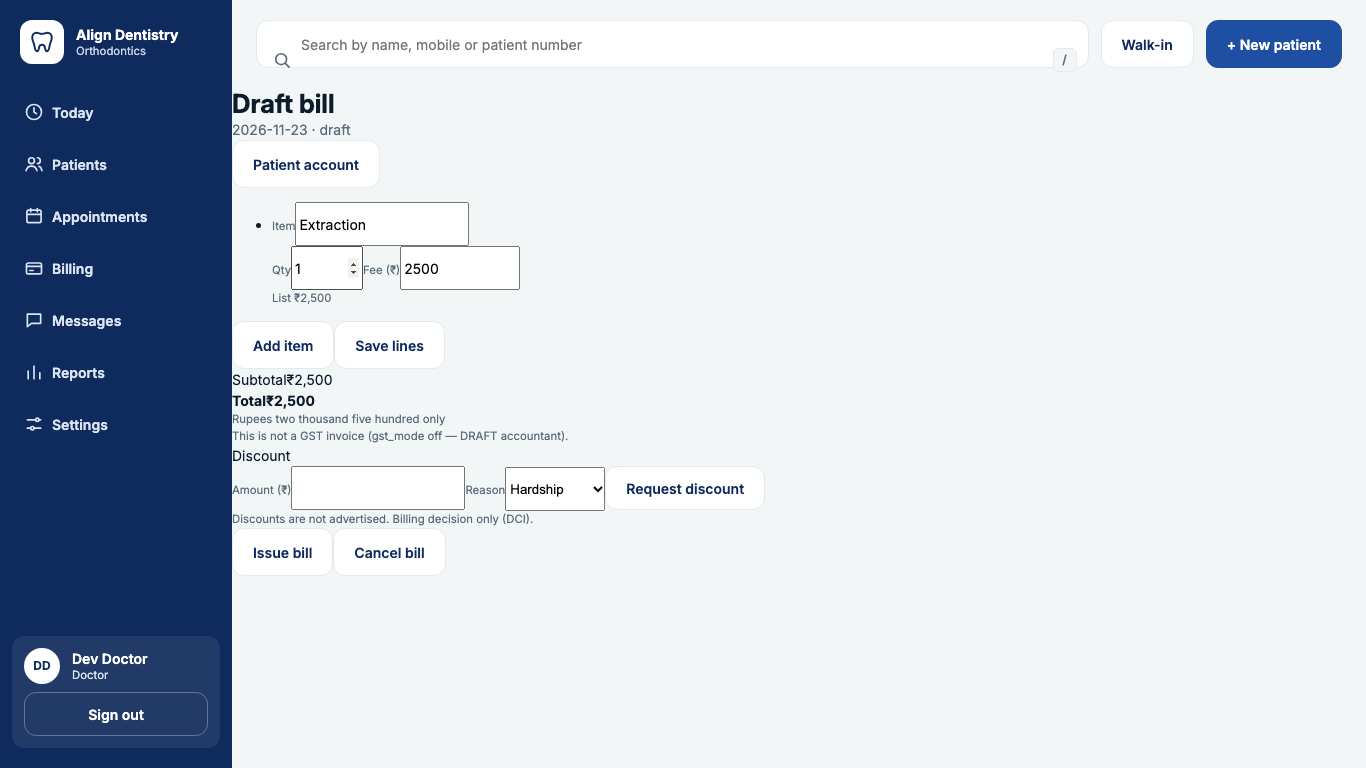 Align Dentistry
Orthodontics
Search by name, mobile or patient number
/
Walk-in
+ New patient
Today
Patients
Appointments
Billing
Messages
Reports
Settings
DD
Dev Doctor
Doctor
Sign out
Draft bill
2026-11-23 · draft
Patient account
Item Extraction
Qty 1 Fee (₹) 2500
List ₹2,500
Add item Save lines
Subtotal₹2,500
Total₹2,500
Rupees two thousand five hundred only
This is not a GST invoice (gst_mode off — DRAFT accountant).
Discount
Amount (₹) Reason Hardship Request discount
Discounts are not advertised. Billing decision only (DCI).
Issue bill Cancel bill